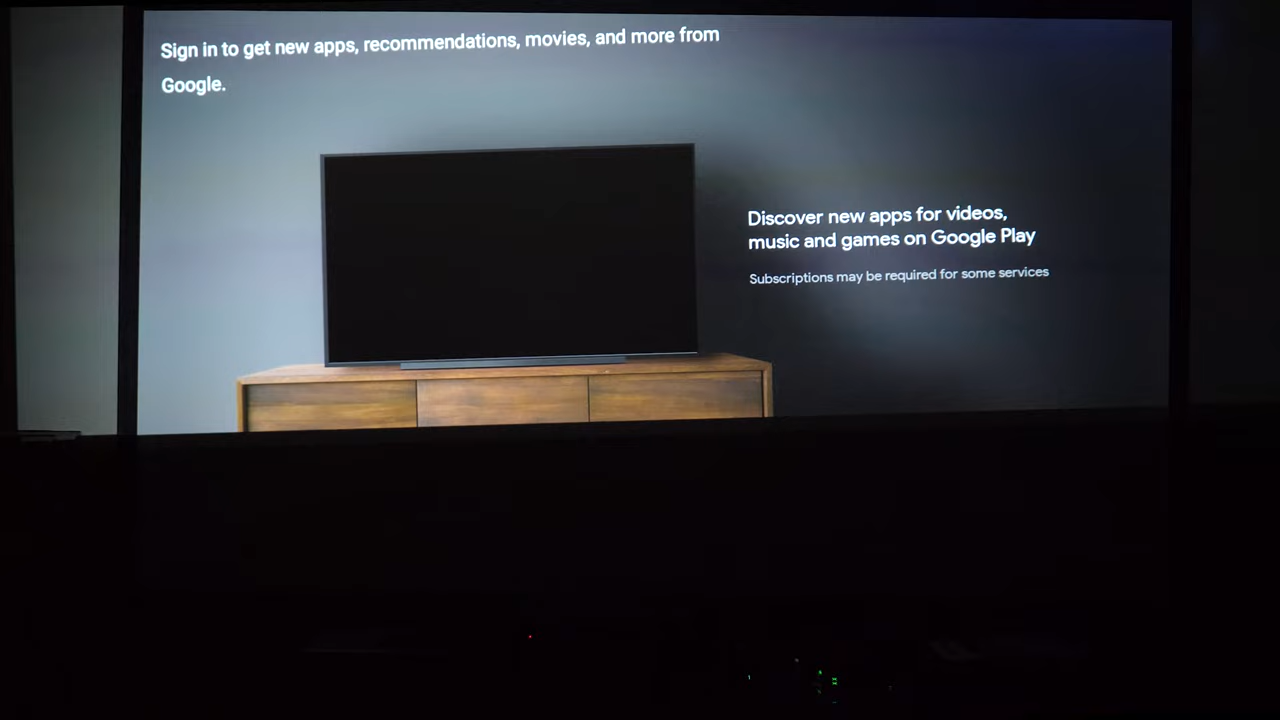 Sign in to get new apps, recommendations, movies, and more from
Google.
Discover new apps for videos,
music and games on Google Play
Subscriptions may be required for some services